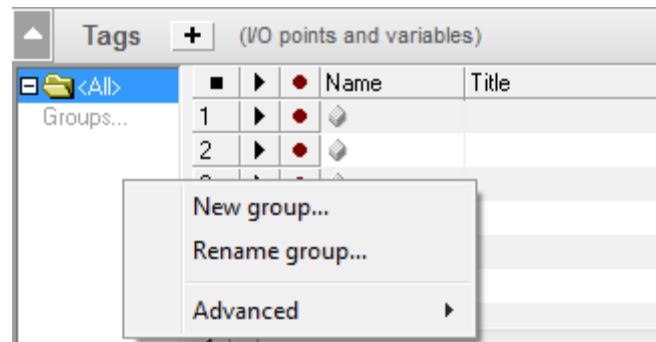 Tags + (I/O points and variables)
<All> Name Title
Groups... 1
2
New group...
Rename group...
Advanced